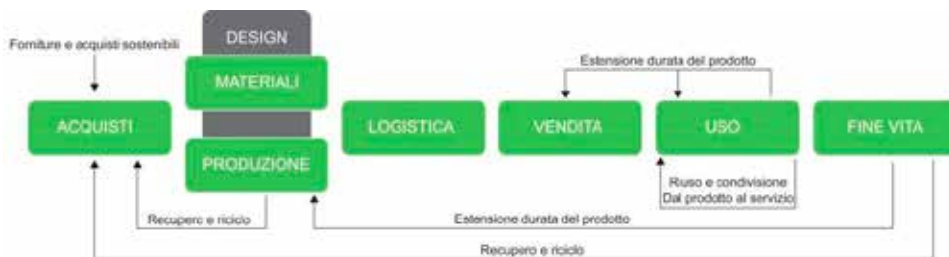 DESIGN
Forniture e acquisti sostenibili
Estensione durata del prodotto
MATERIALI
ACQUISTI
LOGISTICA
VENDITA
USO
FINE VITA
PRODUZIONE
Riuso e condivisione
Dal prodotto al servizio
Recupero e riciclo
Estensione durata del prodotto
Recupero e riciclo